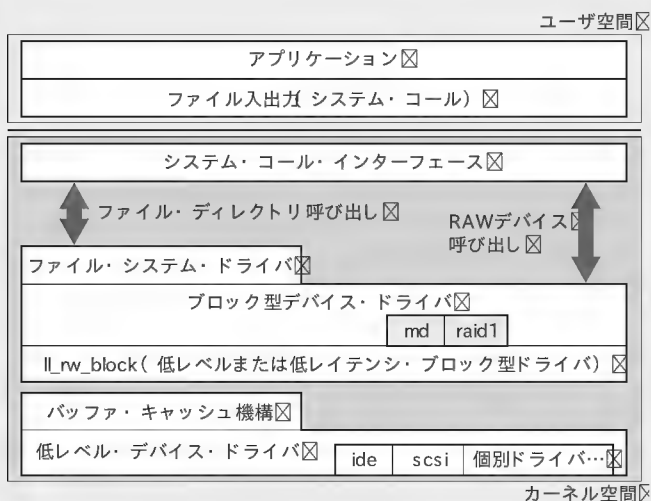 ユーザ空間
アプリケーション
ファイル入出力(システム・コール)
システム・コール・インターフェース
ファイル・ディレクトリ呼び出し
RAWデバイス
呼び出し
ファイル・システム・ドライバ
ブロック型デバイス・ドライバ
md raid1
ll_rw_block(低レベルまたは低レイテンシ・ブロック型ドライバ)
バッファ・キャッシュ機構
低レベル・デバイス・ドライバ
ide scsi 個別ドライバ…
カーネル空間